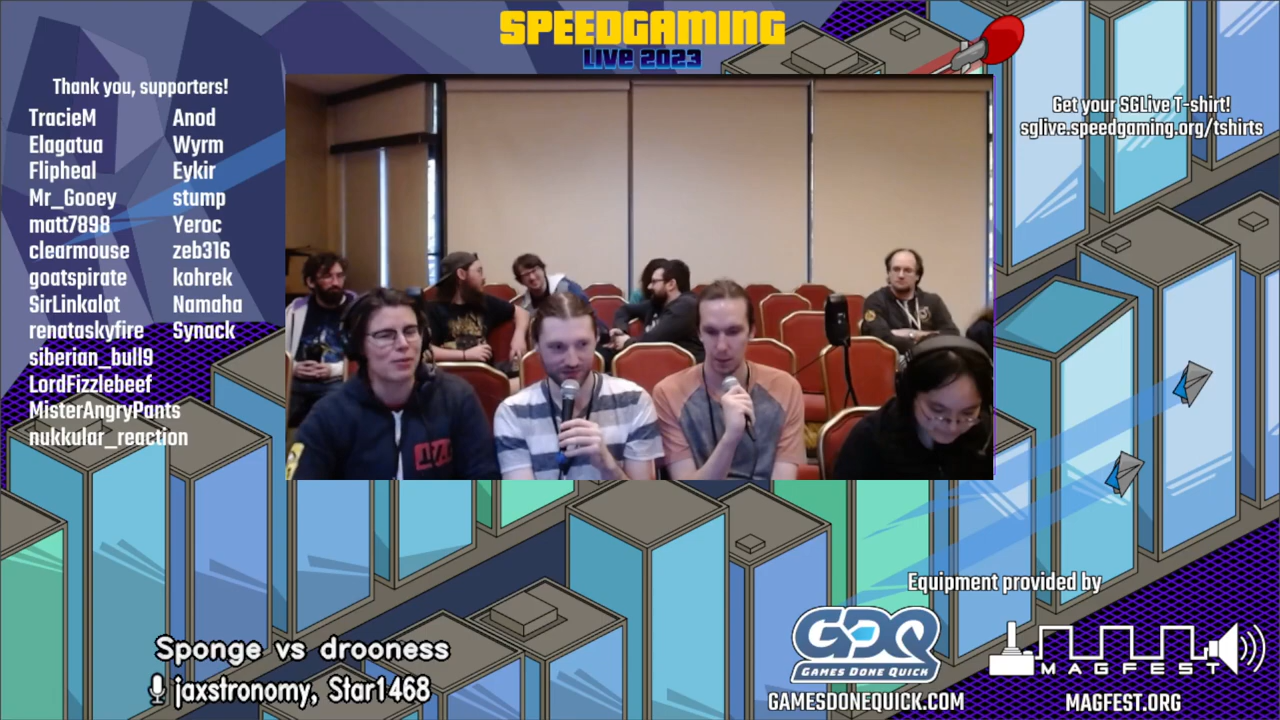 SPEEDGAMING
LIVE 2023
Thank you, supporters!
TracieM
Elagatua
Flipheal
Mr_Gooey
matt7898
clearmouse
goatspirate
SirLinkalot
renataskyfire
siberian_bull9
LordFizzlebeef
MisterAngryPants
nukkular_reaction
Anod
Wyrm
Eykir
stump
Yeroc
zeb316
kohrek
Namaha
Synack
Get your SGLive T-shirt!
sglive.speedgaming.org/tshirts
Sponge vs drooness
jaxstronomy, Star1468
Equipment provided by
GDQ
GAMES DONE QUICK
GAMESDONEQUICK.COM
MAGFEST
MAGFEST.ORG